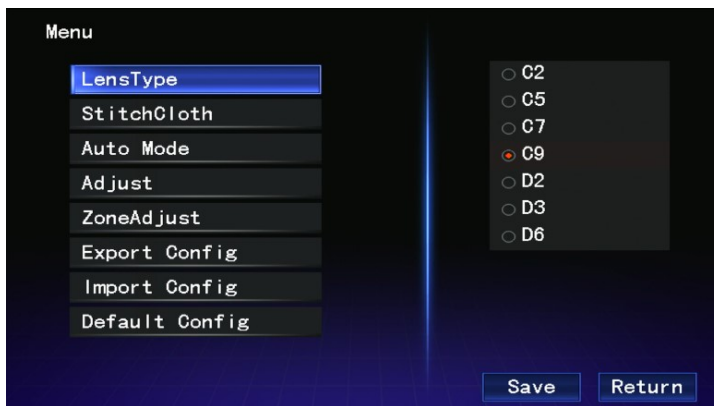 Menu
LensType
StitchCloth
Auto Mode
Adjust
ZoneAdjust
Export Config
Import Config
Default Config
C2
C5
C7
C9
D2
D3
D6
Save
Return